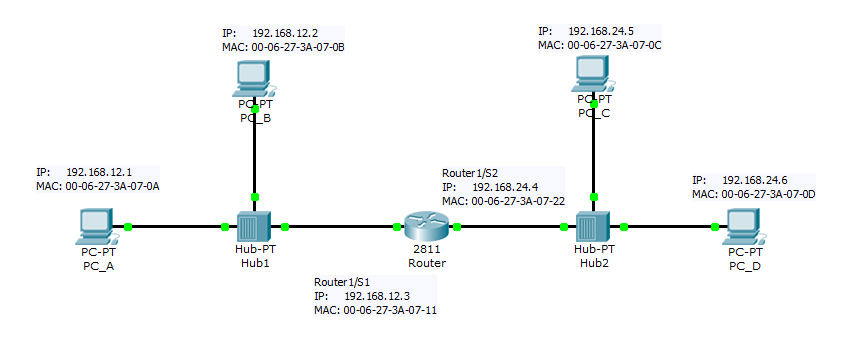 IP: 192.168.12.2
MAC: 00-06-27-3A-07-0B
PC-PT
PC_B
IP: 192.168.24.5
MAC: 00-06-27-3A-07-0C
PC-PT
PC_C
IP: 192.168.12.1
MAC: 00-06-27-3A-07-0A
PC-PT
PC_A
Hub-PT
Hub1
Router1/S2
IP: 192.168.24.4
MAC: 00-06-27-3A-07-22
2811
Router
Router1/S1
IP: 192.168.12.3
MAC: 00-06-27-3A-07-11
Hub-PT
Hub2
IP: 192.168.24.6
MAC: 00-06-27-3A-07-0D
PC-PT
PC_D